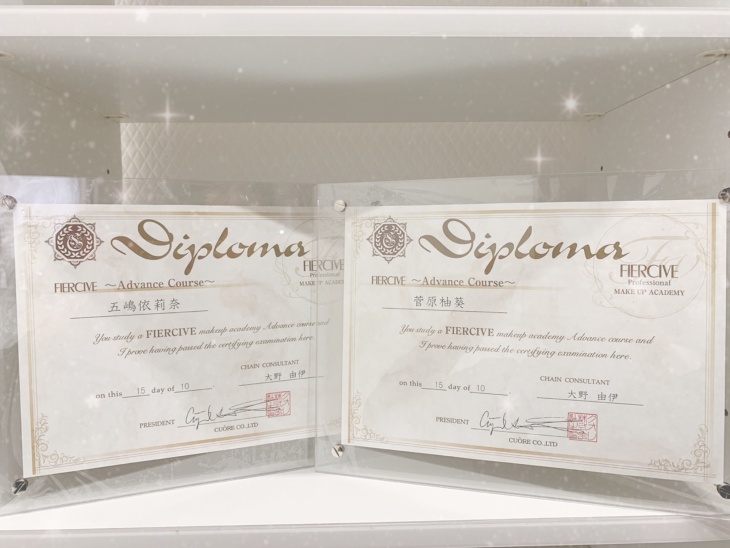 Diploma
FIERCIVE
Professional
MAKE UP ACADEMY
FIERCIVE ～Advance Course～
五嶋依莉奈
You study a FIERCIVE makeup academy Advance course and
I prove having passed the certifying examination here.
CHAIN CONSULTANT
on this 15 day of 10
大野 由伊
PRESIDENT
CUÖRE CO.,LTD
Diploma
FIERCIVE
Professional
MAKE UP ACADEMY
FIERCIVE ～Advance Course～
菅原柚葵
You study a FIERCIVE makeup academy Advance course and
I prove having passed the certifying examination here.
CHAIN CONSULTANT
on this 15 day of 10
大野 由伊
PRESIDENT
CUÖRE CO.,LTD